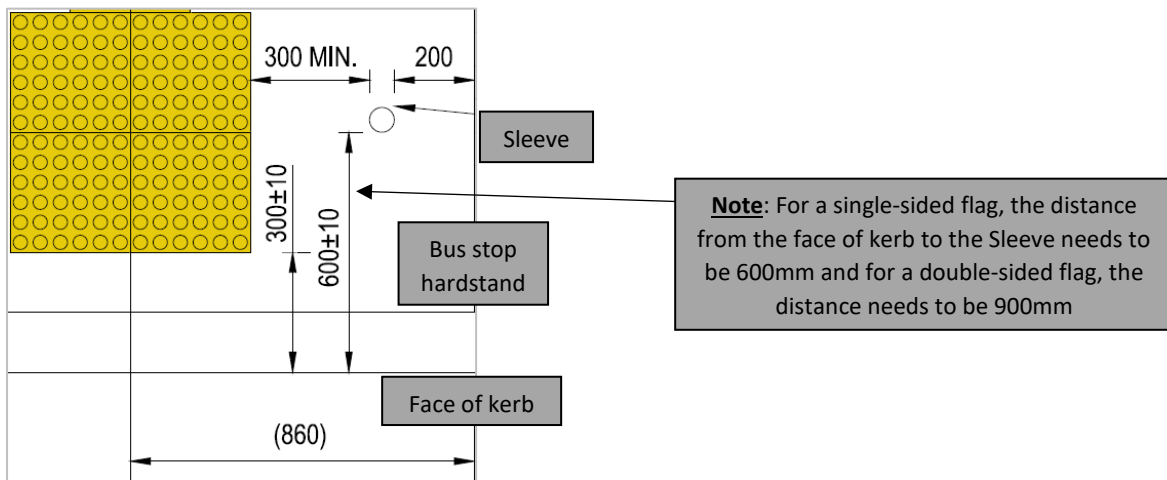 300 MIN.
200
Sleeve
300±10
600±10
Bus stop
hardstand
Note: For a single-sided flag, the distance
from the face of kerb to the Sleeve needs to
be 600mm and for a double-sided flag, the
distance needs to be 900mm
Face of kerb
(860)